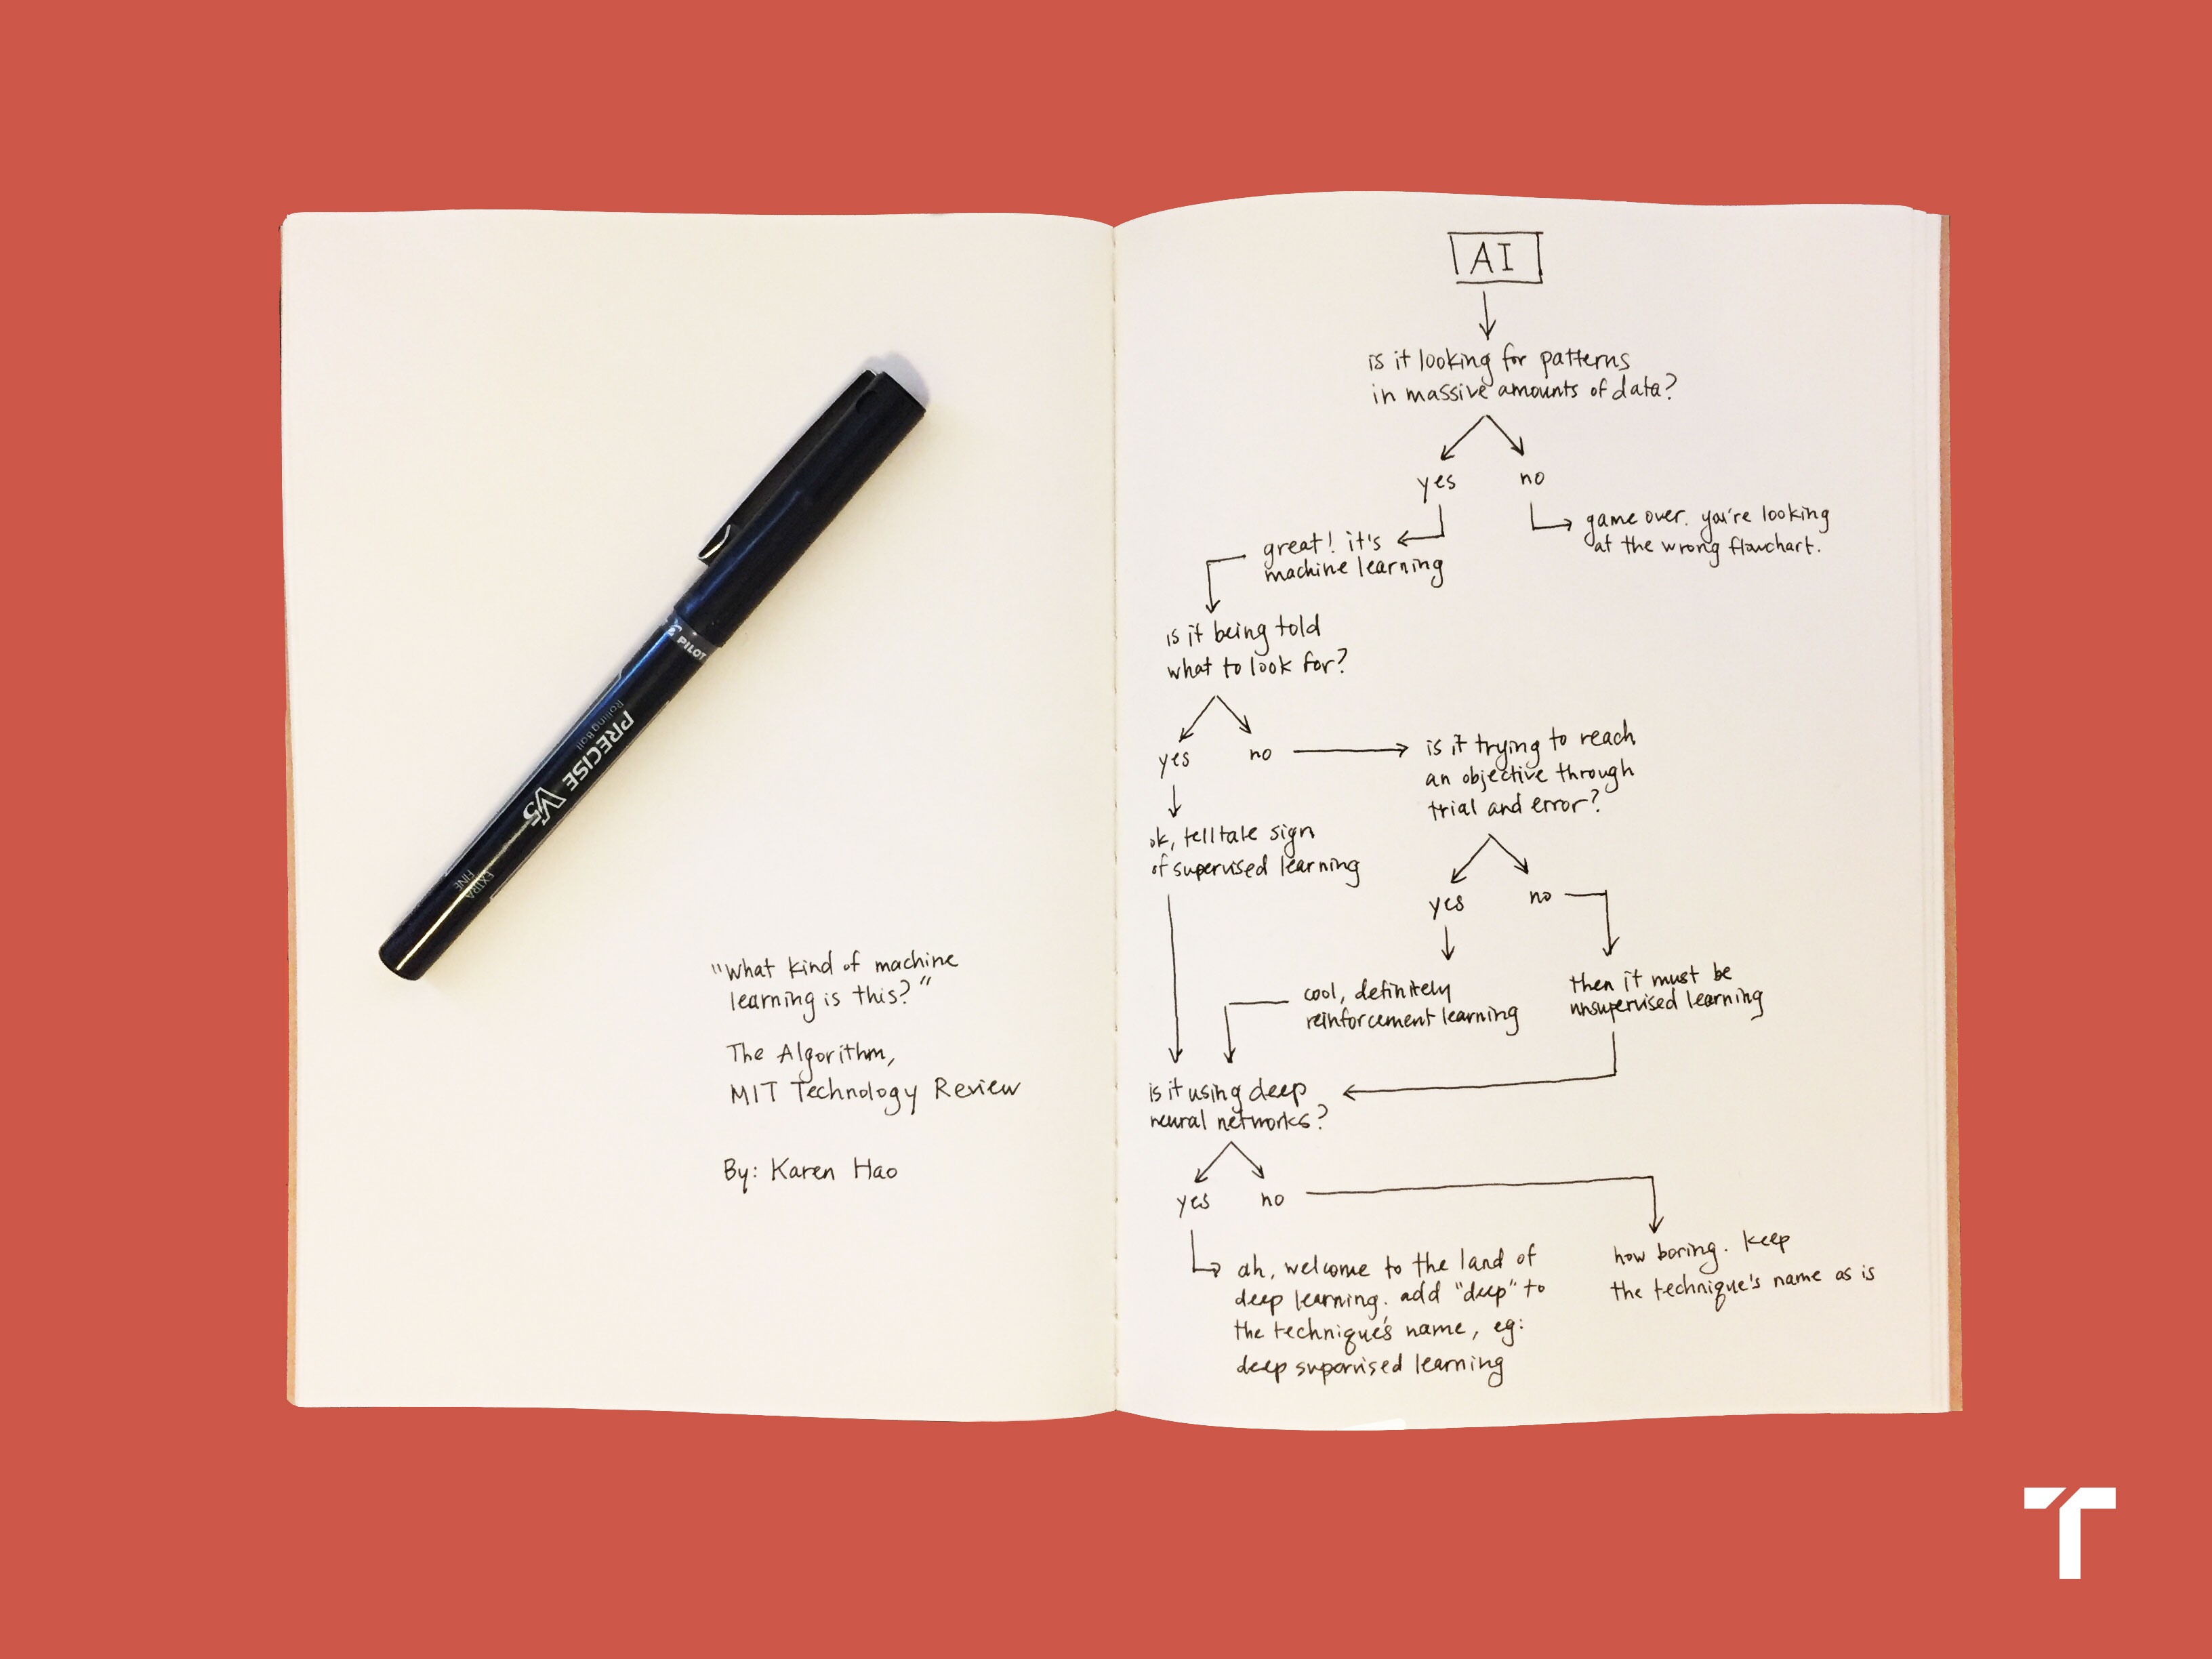 PILOT
PRECISE V5
Rolling Ball
EXTRA
FINE
"What kind of machine
learning is this?"
The Algorithm,
MIT Technology Review
By: Karen Hao
AI
is it looking for patterns
in massive amounts of data?
yes
no
great! it's
machine learning
game over. you're looking
at the wrong flowchart.
is it being told
what to look for?
yes
no
is it trying to reach
an objective through
trial and error?
ok, telltale sign
of supervised learning
yes
no
cool, definitely
reinforcement learning
then it must be
unsupervised learning
is it using deep
neural networks?
yes
no
ah, welcome to the land of
deep learning. add "deep" to
the technique's name, eg:
deep supervised learning
how boring. keep
the technique's name as is
T